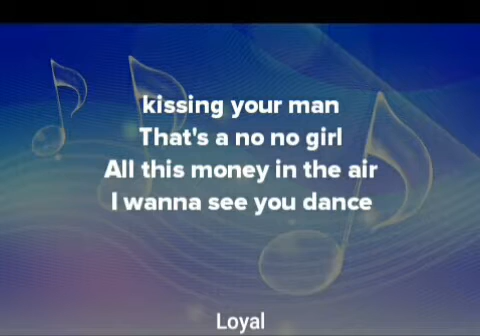 kissing your man
That's a no no girl
All this money in the air
I wanna see you dance
Loyal